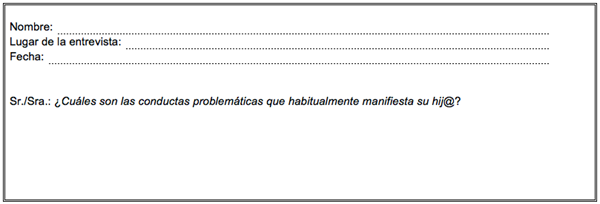 Nombre:
Lugar de la entrevista:
Fecha:
Sr./Sra.: ¿Cuáles son las conductas problemáticas que habitualmente manifiesta su hij@?